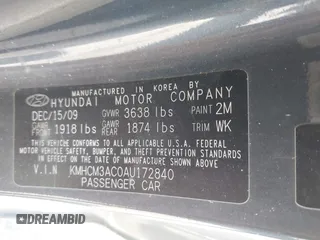 MANUFACTURED IN KOREA BY
HYUNDAI MOTOR COMPANY
DEC/15/09 GVWR 3638 lbs PAINT 2M
GAWR FRONT 1918 lbs GAWR REAR 1874 lbs TRIM WK
THIS VEHICLE CONFORMS TO ALL APPLICABLE FEDERAL
MOTOR VEHICLE SAFETY, BUMPER, AND THEFT PREVENTION STANDARDS
IN EFFECT ON THE DATE OF MANUFACTURE SHOWN ABOVE.
V.I.N KMHCM3AC0AU172840
PASSENGER CAR
DREAMBID